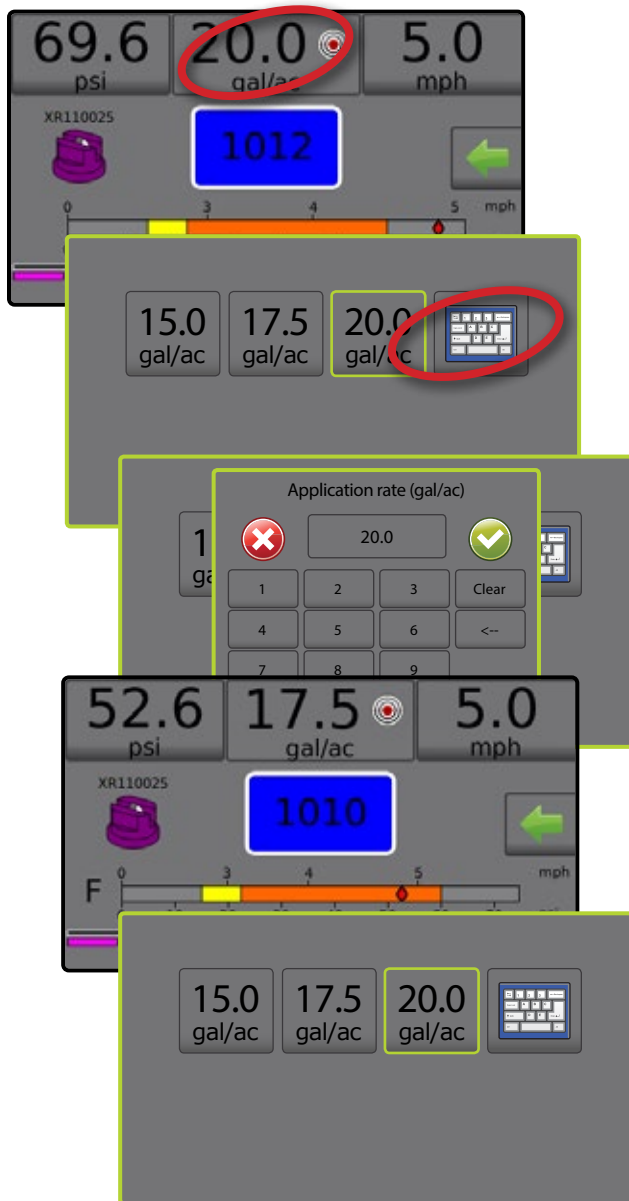 69.6 20.0 5.0
psi gal/ac mph
XR110025
1012
0 3 4 5 mph
15.0 17.5 20.0
gal/ac gal/ac gal/ac
Application rate (gal/ac)
20.0
1 2 3 Clear
4 5 6 <--
7 8 9
52.6 17.5 5.0
psi gal/ac mph
XR110025
1010
0 3 4 5 mph
F
15.0 17.5 20.0
gal/ac gal/ac gal/ac